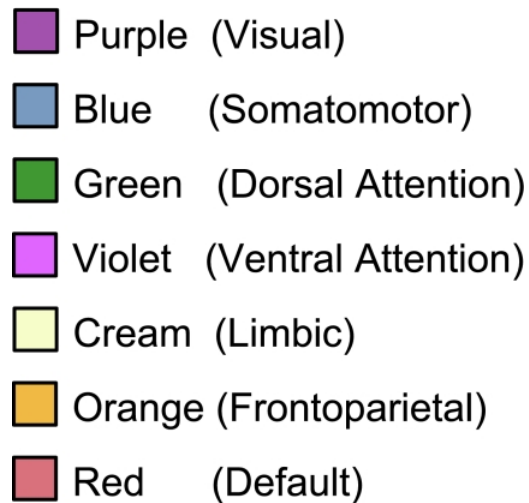 Purple (Visual)
Blue (Somatomotor)
Green (Dorsal Attention)
Violet (Ventral Attention)
Cream (Limbic)
Orange (Frontoparietal)
Red (Default)